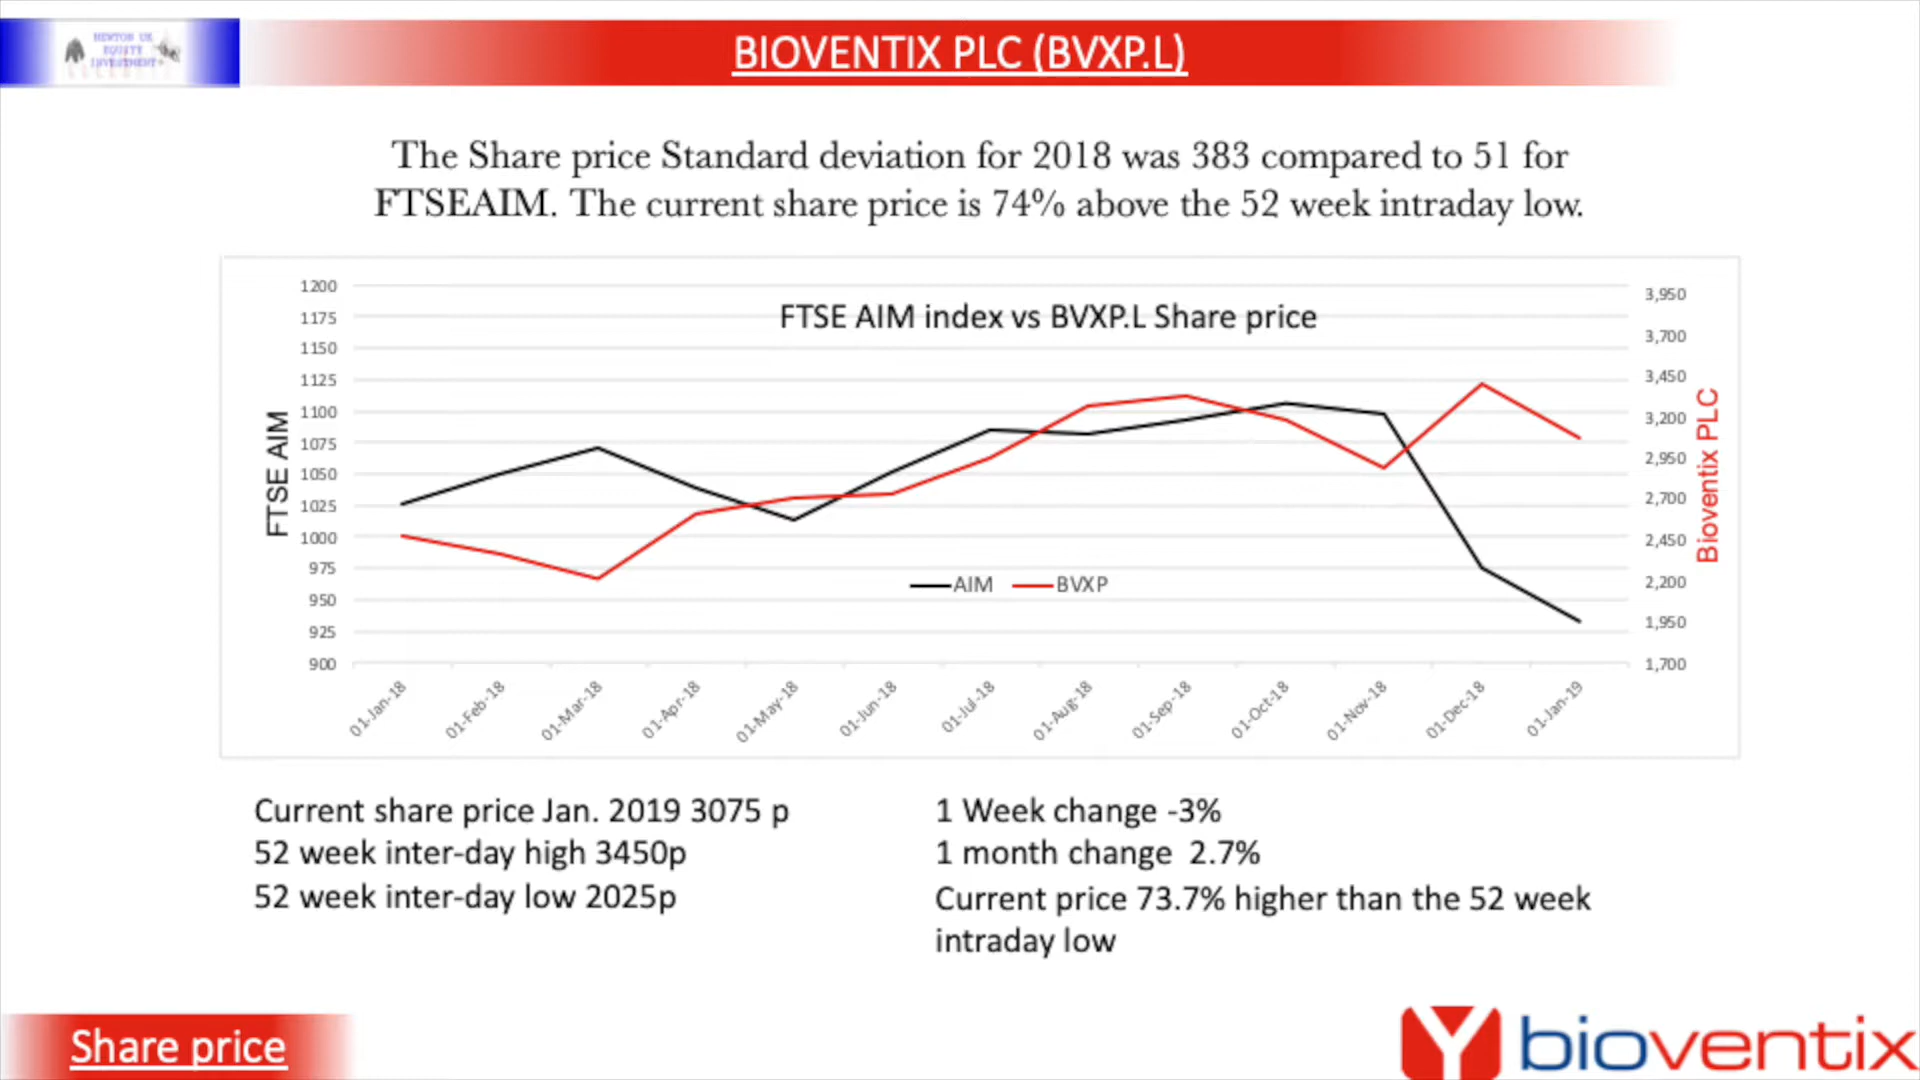 HENTON UK
EQUITY
INVESTMENT
BIOVENTIX PLC (BVXP.L)
The Share price Standard deviation for 2018 was 383 compared to 51 for
FTSEAIM. The current share price is 74% above the 52 week intraday low.
FTSE AIM index vs BVXP.L Share price
FTSE AIM
1200
1175
1150
1125
1100
1075
1050
1025
1000
975
950
925
900
3,950
3,700
3,450
3,200
2,950
2,700
2,450
2,200
1,950
1,700
Bioventix PLC
AIM BVXP
01-Jan-18
01-Feb-18
01-Mar-18
01-Apr-18
01-May-18
01-Jun-18
01-Jul-18
01-Aug-18
01-Sep-18
01-Oct-18
01-Nov-18
01-Dec-18
01-Jan-19
Current share price Jan. 2019 3075 p
52 week inter-day high 3450p
52 week inter-day low 2025p
1 Week change -3%
1 month change 2.7%
Current price 73.7% higher than the 52 week
intraday low
Share price
bioventix